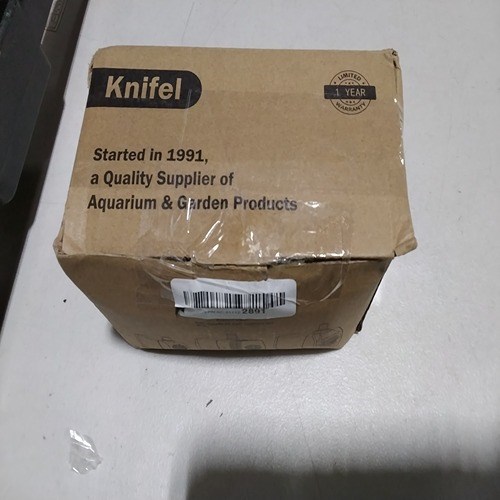 Knifel
LIMITED
1 YEAR
WARRANTY
Started in 1991,
a Quality Supplier of
Aquarium & Garden Products
2891